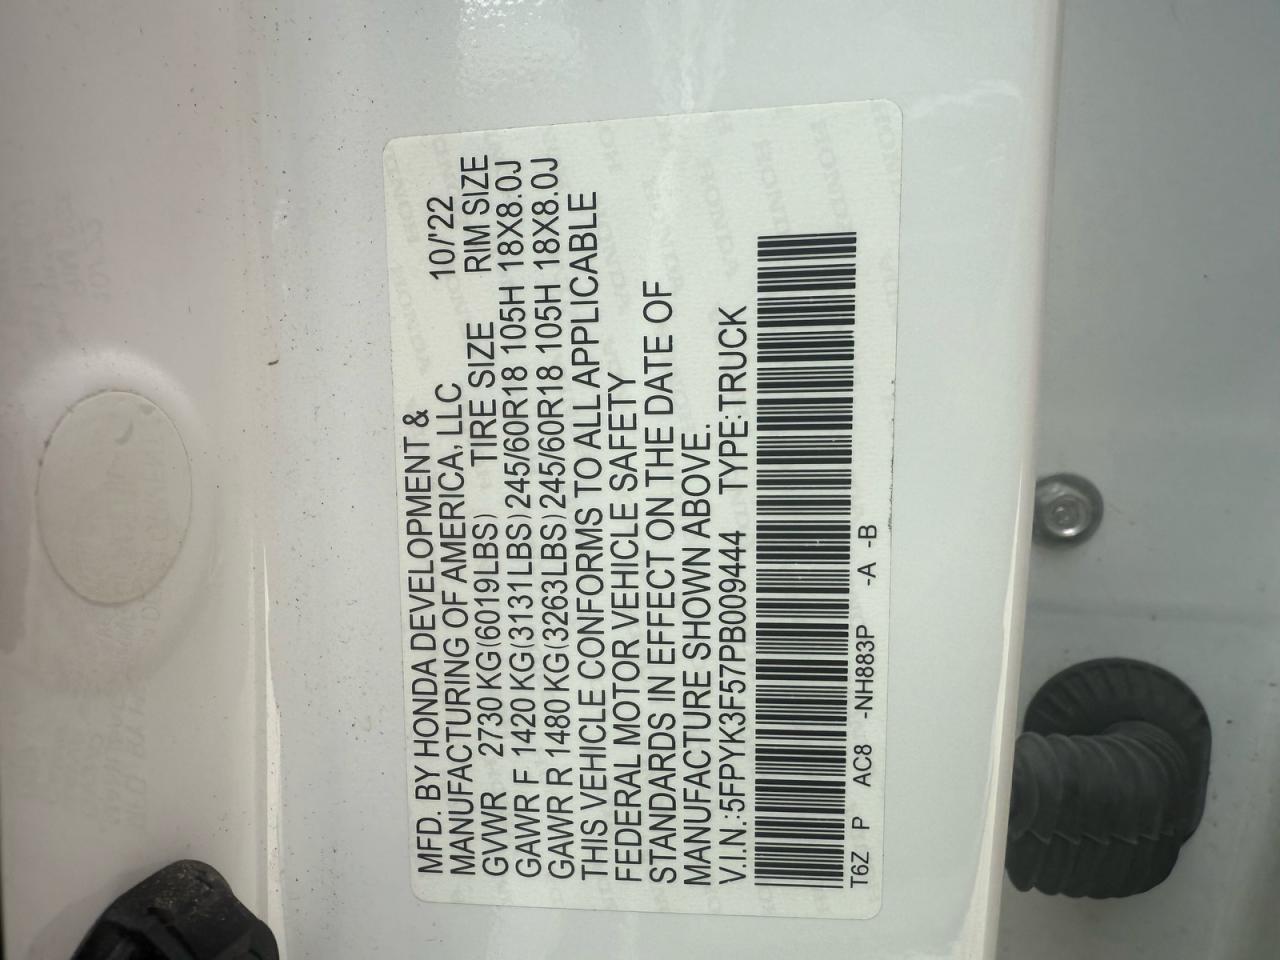 MFD. BY HONDA DEVELOPMENT &
MANUFACTURING OF AMERICA, LLC 10/'22
GVWR 2730 KG(6019LBS) TIRE SIZE RIM SIZE
GAWR F 1420 KG(3131LBS) 245/60R18 105H 18X8.0J
GAWR R 1480 KG(3263LBS) 245/60R18 105H 18X8.0J
THIS VEHICLE CONFORMS TO ALL APPLICABLE
FEDERAL MOTOR VEHICLE SAFETY
STANDARDS IN EFFECT ON THE DATE OF
MANUFACTURE SHOWN ABOVE.
V.I.N.:5FPYK3F57PB009444 TYPE:TRUCK
T6Z P AC8 -NH883P -A -B